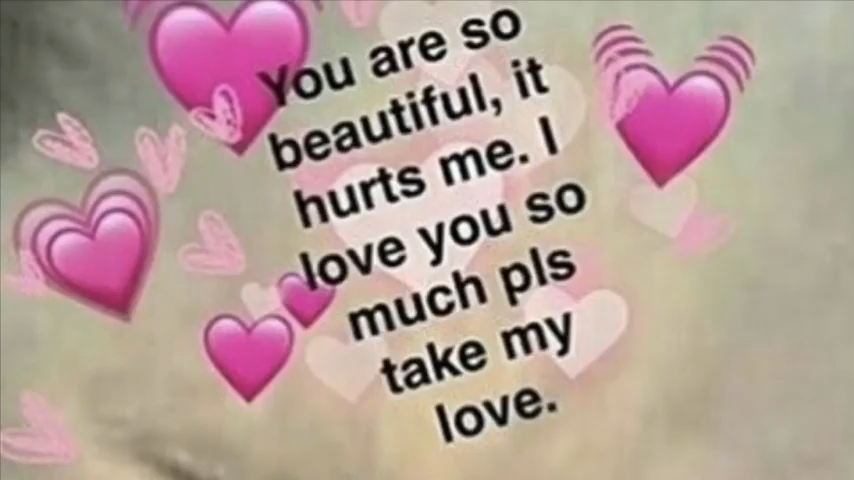 You are so
beautiful, it
hurts me. I
love you so
much pls
take my
love.